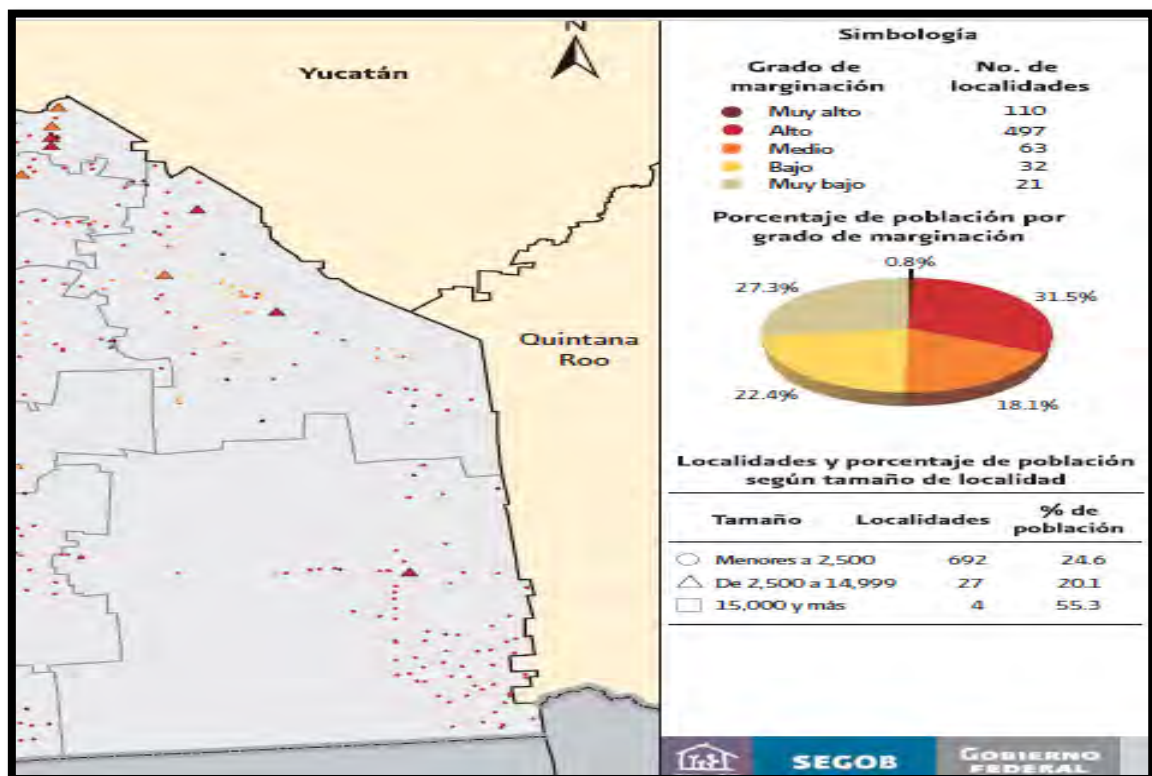 N
Yucatán
Quintana
Roo
Simbología
Grado de marginación No. de localidades
Muy alto 110
Alto 497
Medio 63
Bajo 32
Muy bajo 21
Porcentaje de población por
grado de marginación
0.8%
27.3%
31.5%
22.4%
18.1%
Localidades y porcentaje de población
según tamaño de localidad
Tamaño Localidades % de población
Menores a 2,500 692 24.6
De 2,500 a 14,999 27 20.1
15,000 y más 4 55.3
SEGOB
GOBIERNO
FEDERAL